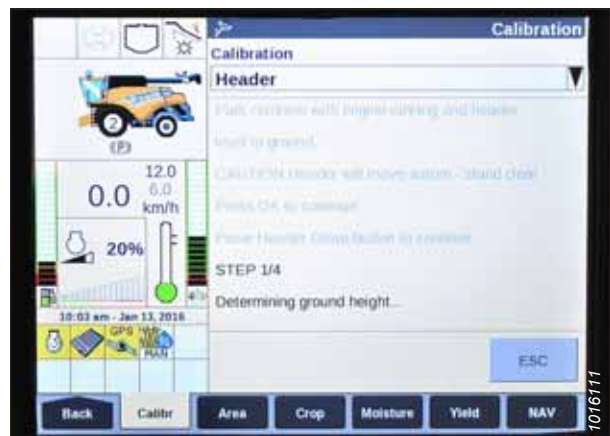 Calibration
Calibration
Header
Park combine with engine running and header
level to ground.
CAUTION Header will move autom - stand clear
Press OK to continue
Press Header Down Button to continue
STEP 1/4
Determining ground height...
ESC
2
(P)
12.0
0.0 6.0
km/h
20%
10:03 am - Jan 13, 2016
GPS
MAN
Back Calibr Area Crop Moisture Yield NAV
1016111